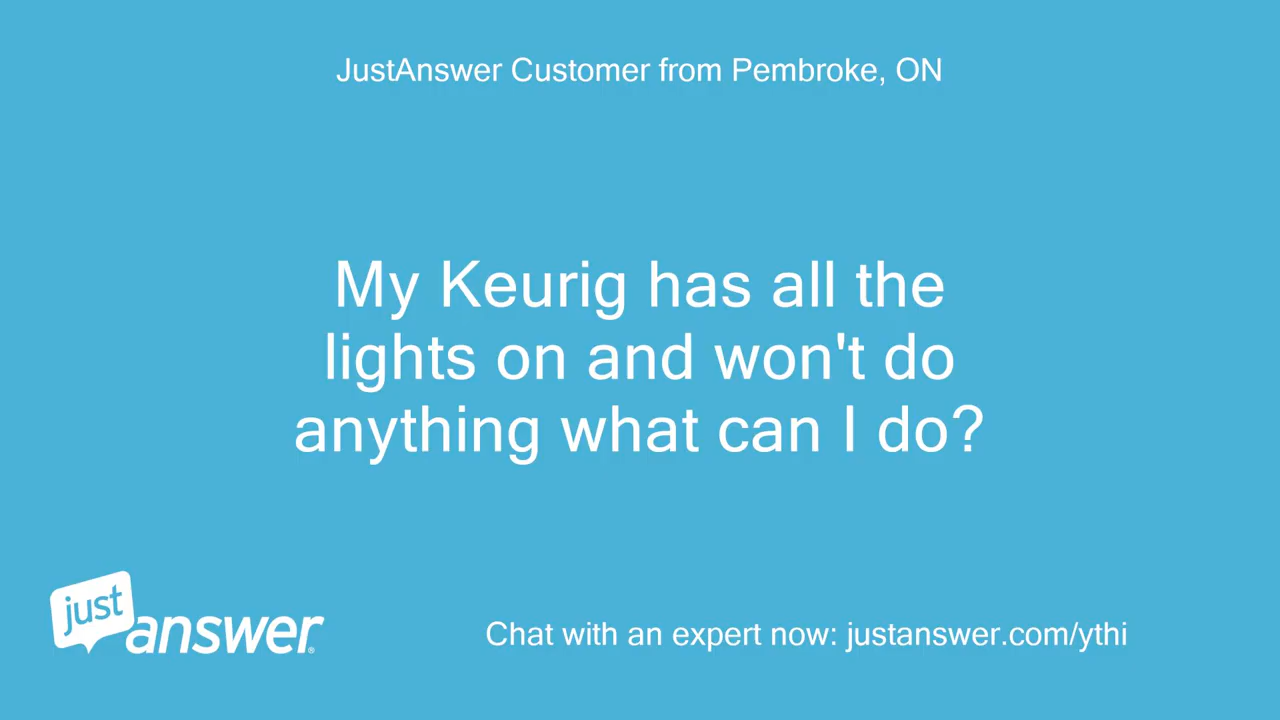 JustAnswer Customer from Pembroke, ON
My Keurig has all the
lights on and won't do
anything what can I do?
just
answer®
Chat with an expert now: justanswer.com/ythi